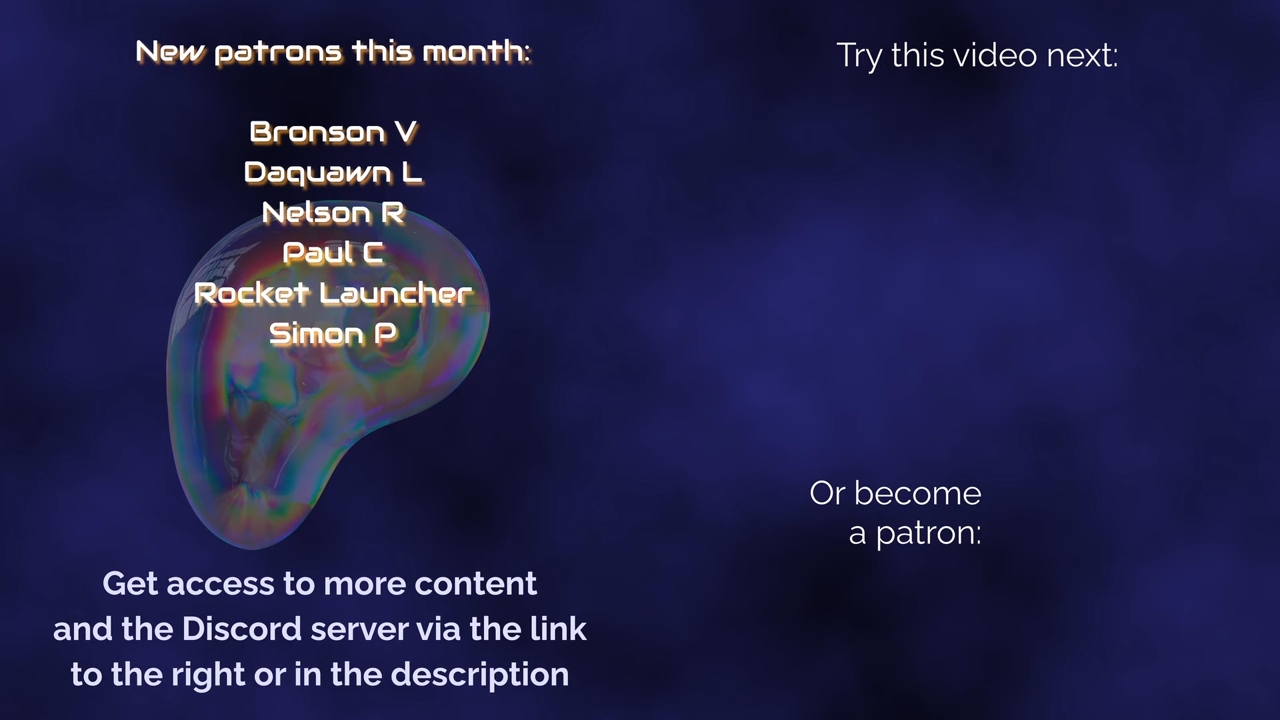 New patrons this month:
Bronson V
Daquawn L
Nelson R
Paul C
Rocket Launcher
Simon P
Get access to more content
and the Discord server via the link
to the right or in the description
Try this video next:
Or become
a patron: